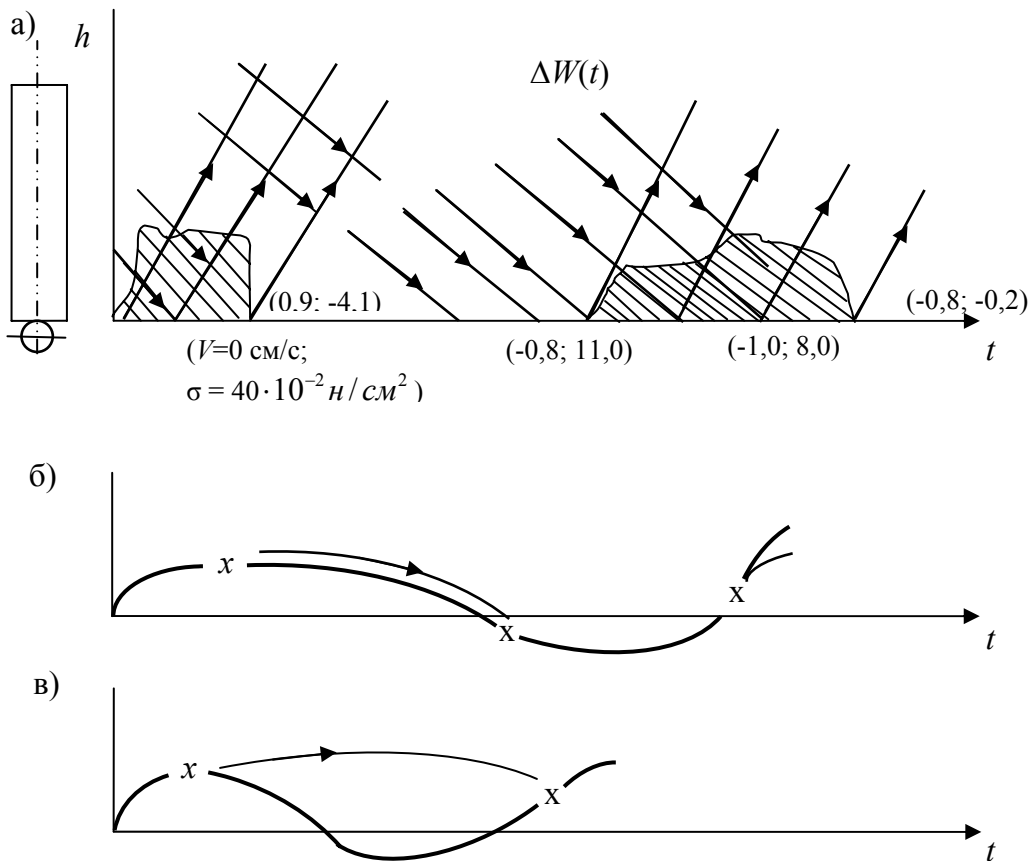 а)
h
ΔW(t)
(0.9; -4.1)
(-0,8; -0,2)
t
(V=0 см/с;
σ = 40·10⁻² н/см² )
(-0,8; 11,0)
(-1,0; 8,0)
б)
x
x
x
t
в)
x
x
t